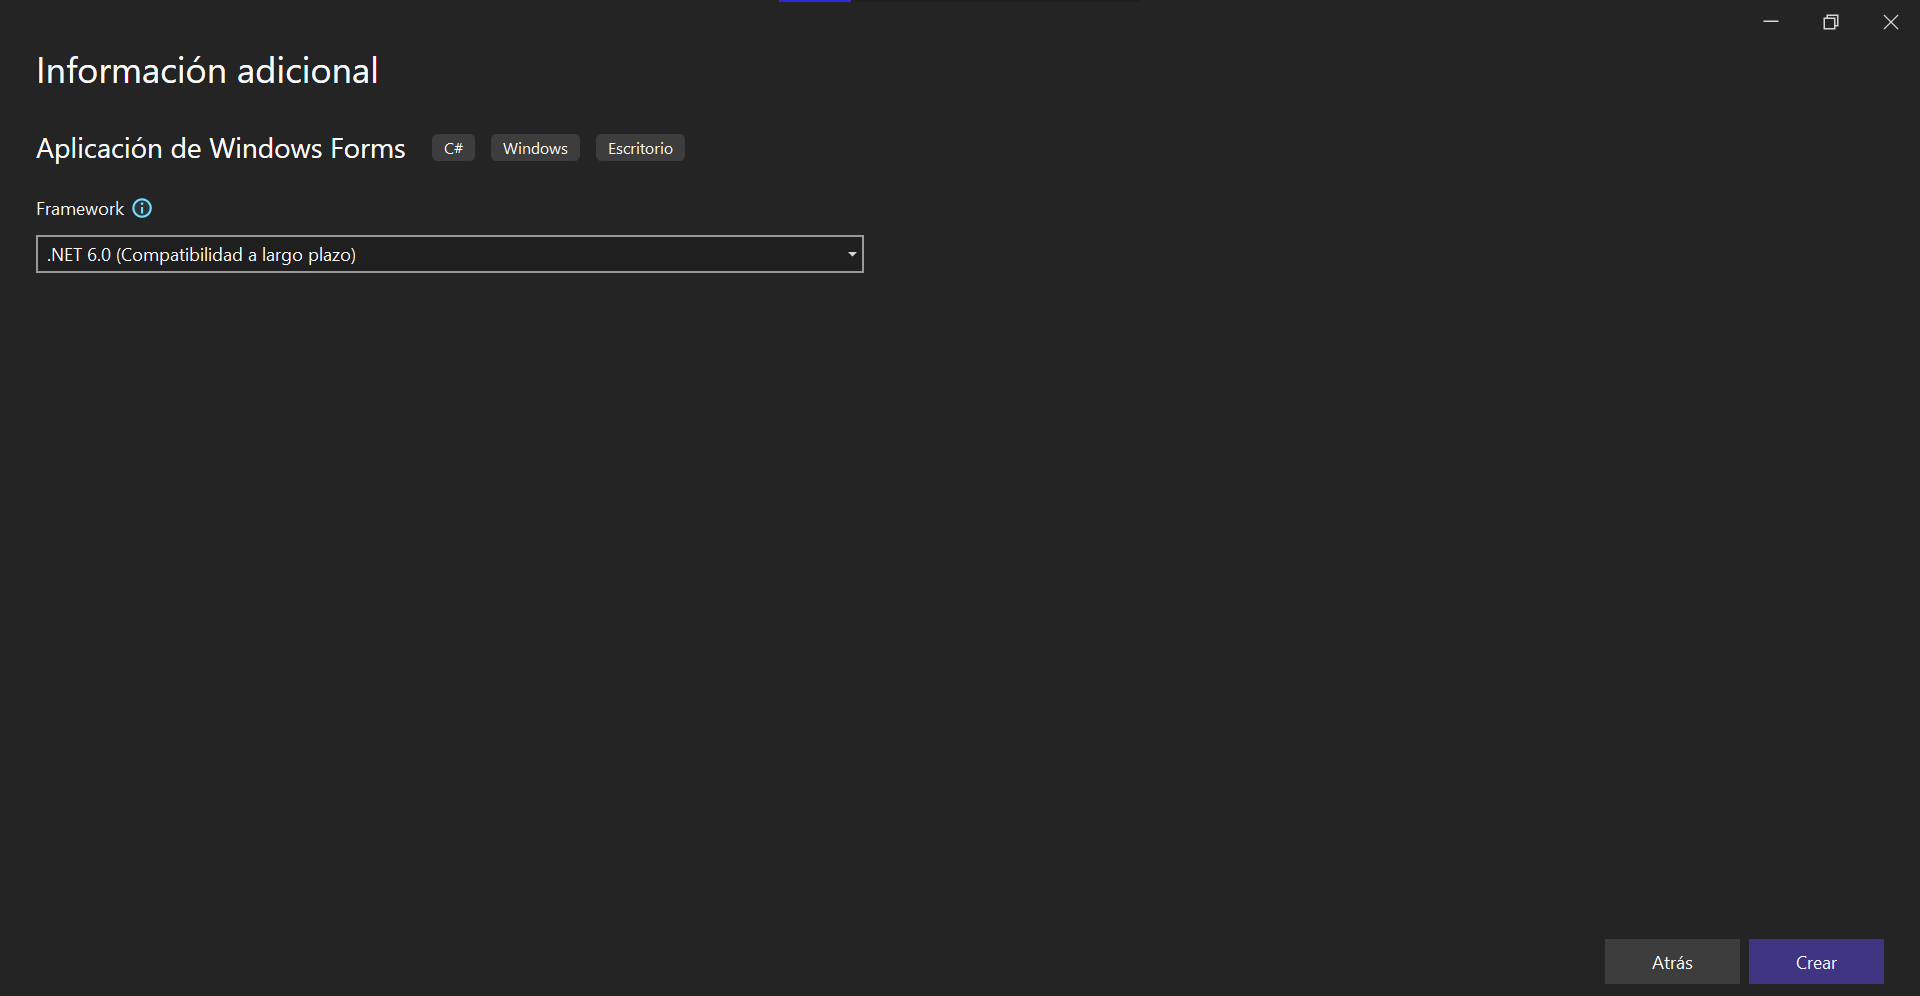 Información adicional
Aplicación de Windows Forms C# Windows Escritorio
Framework
.NET 6.0 (Compatibilidad a largo plazo)
Atrás Crear